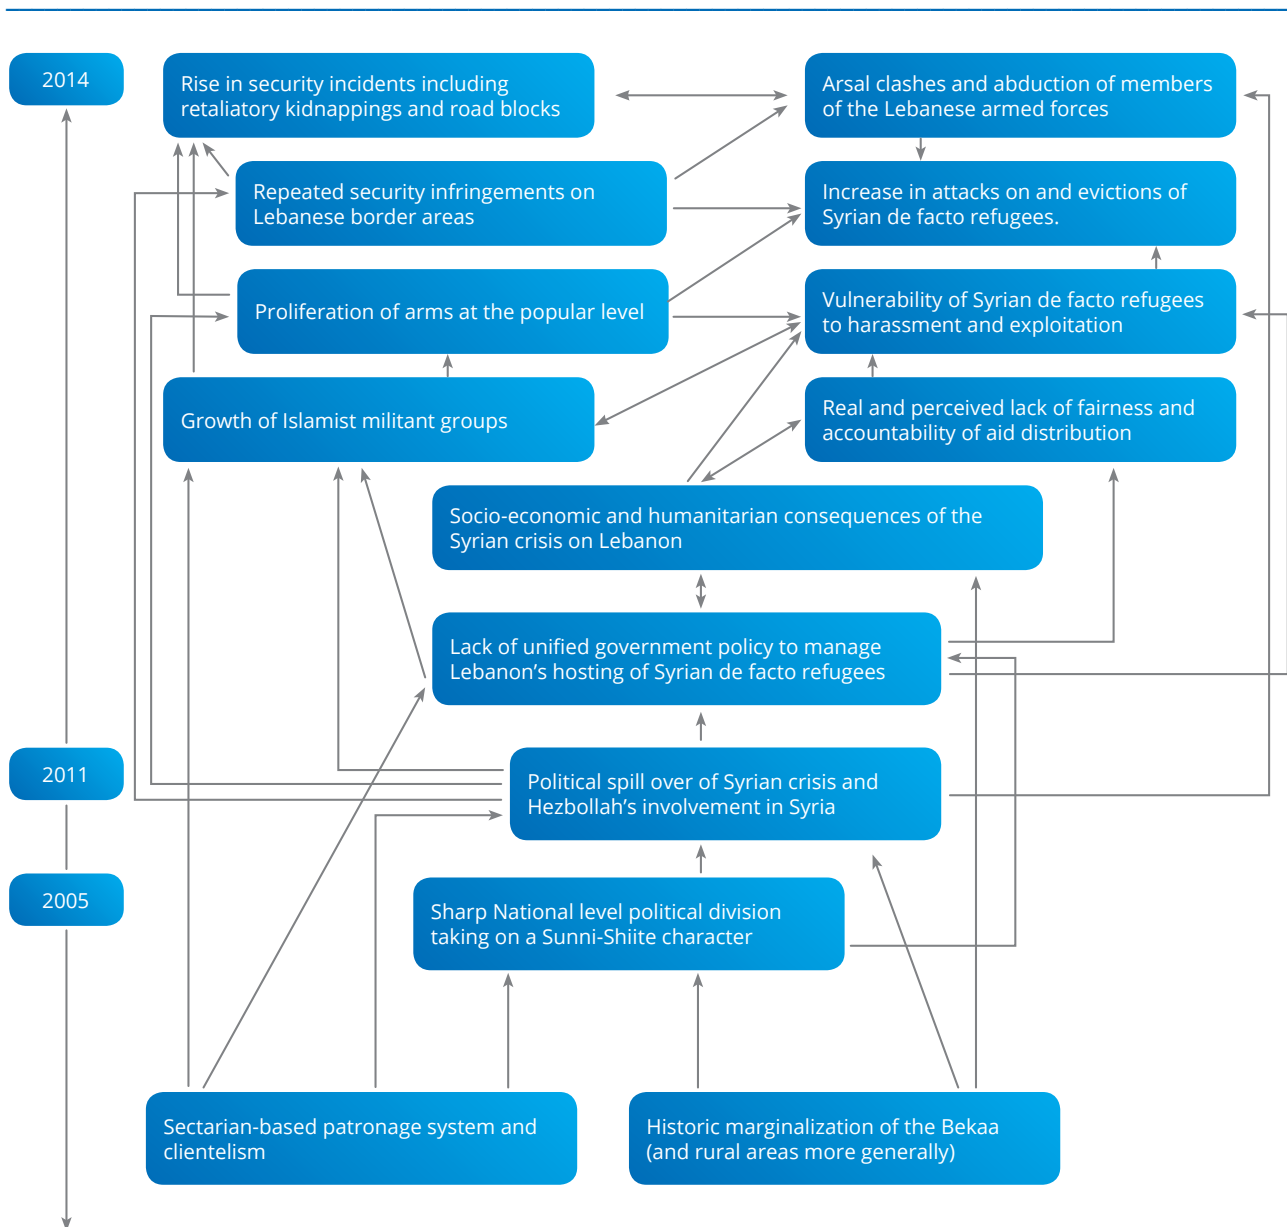 2014
Rise in security incidents including
retaliatory kidnappings and road blocks
Arsal clashes and abduction of members
of the Lebanese armed forces
Repeated security infringements on
Lebanese border areas
Increase in attacks on and evictions of
Syrian de facto refugees.
Proliferation of arms at the popular level
Vulnerability of Syrian de facto refugees
to harassment and exploitation
Growth of Islamist militant groups
Real and perceived lack of fairness and
accountability of aid distribution
Socio-economic and humanitarian consequences of the
Syrian crisis on Lebanon
Lack of unified government policy to manage
Lebanon’s hosting of Syrian de facto refugees
2011
Political spill over of Syrian crisis and
Hezbollah’s involvement in Syria
2005
Sharp National level political division
taking on a Sunni-Shiite character
Sectarian-based patronage system and
clientelism
Historic marginalization of the Bekaa
(and rural areas more generally)